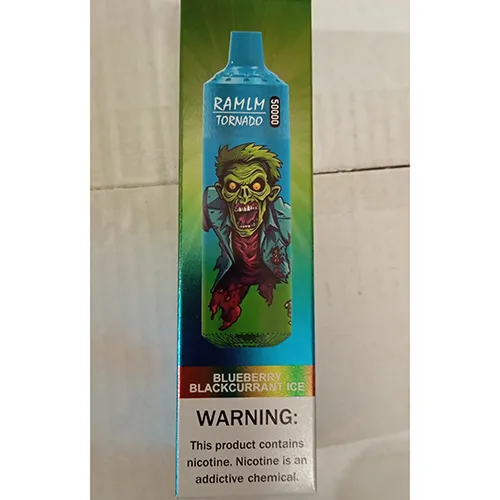 RAMLM
TORNADO
50000
BLUEBERRY
BLACKCURRANT ICE
WARNING:
This product contains
nicotine. Nicotine is an
addictive chemical.